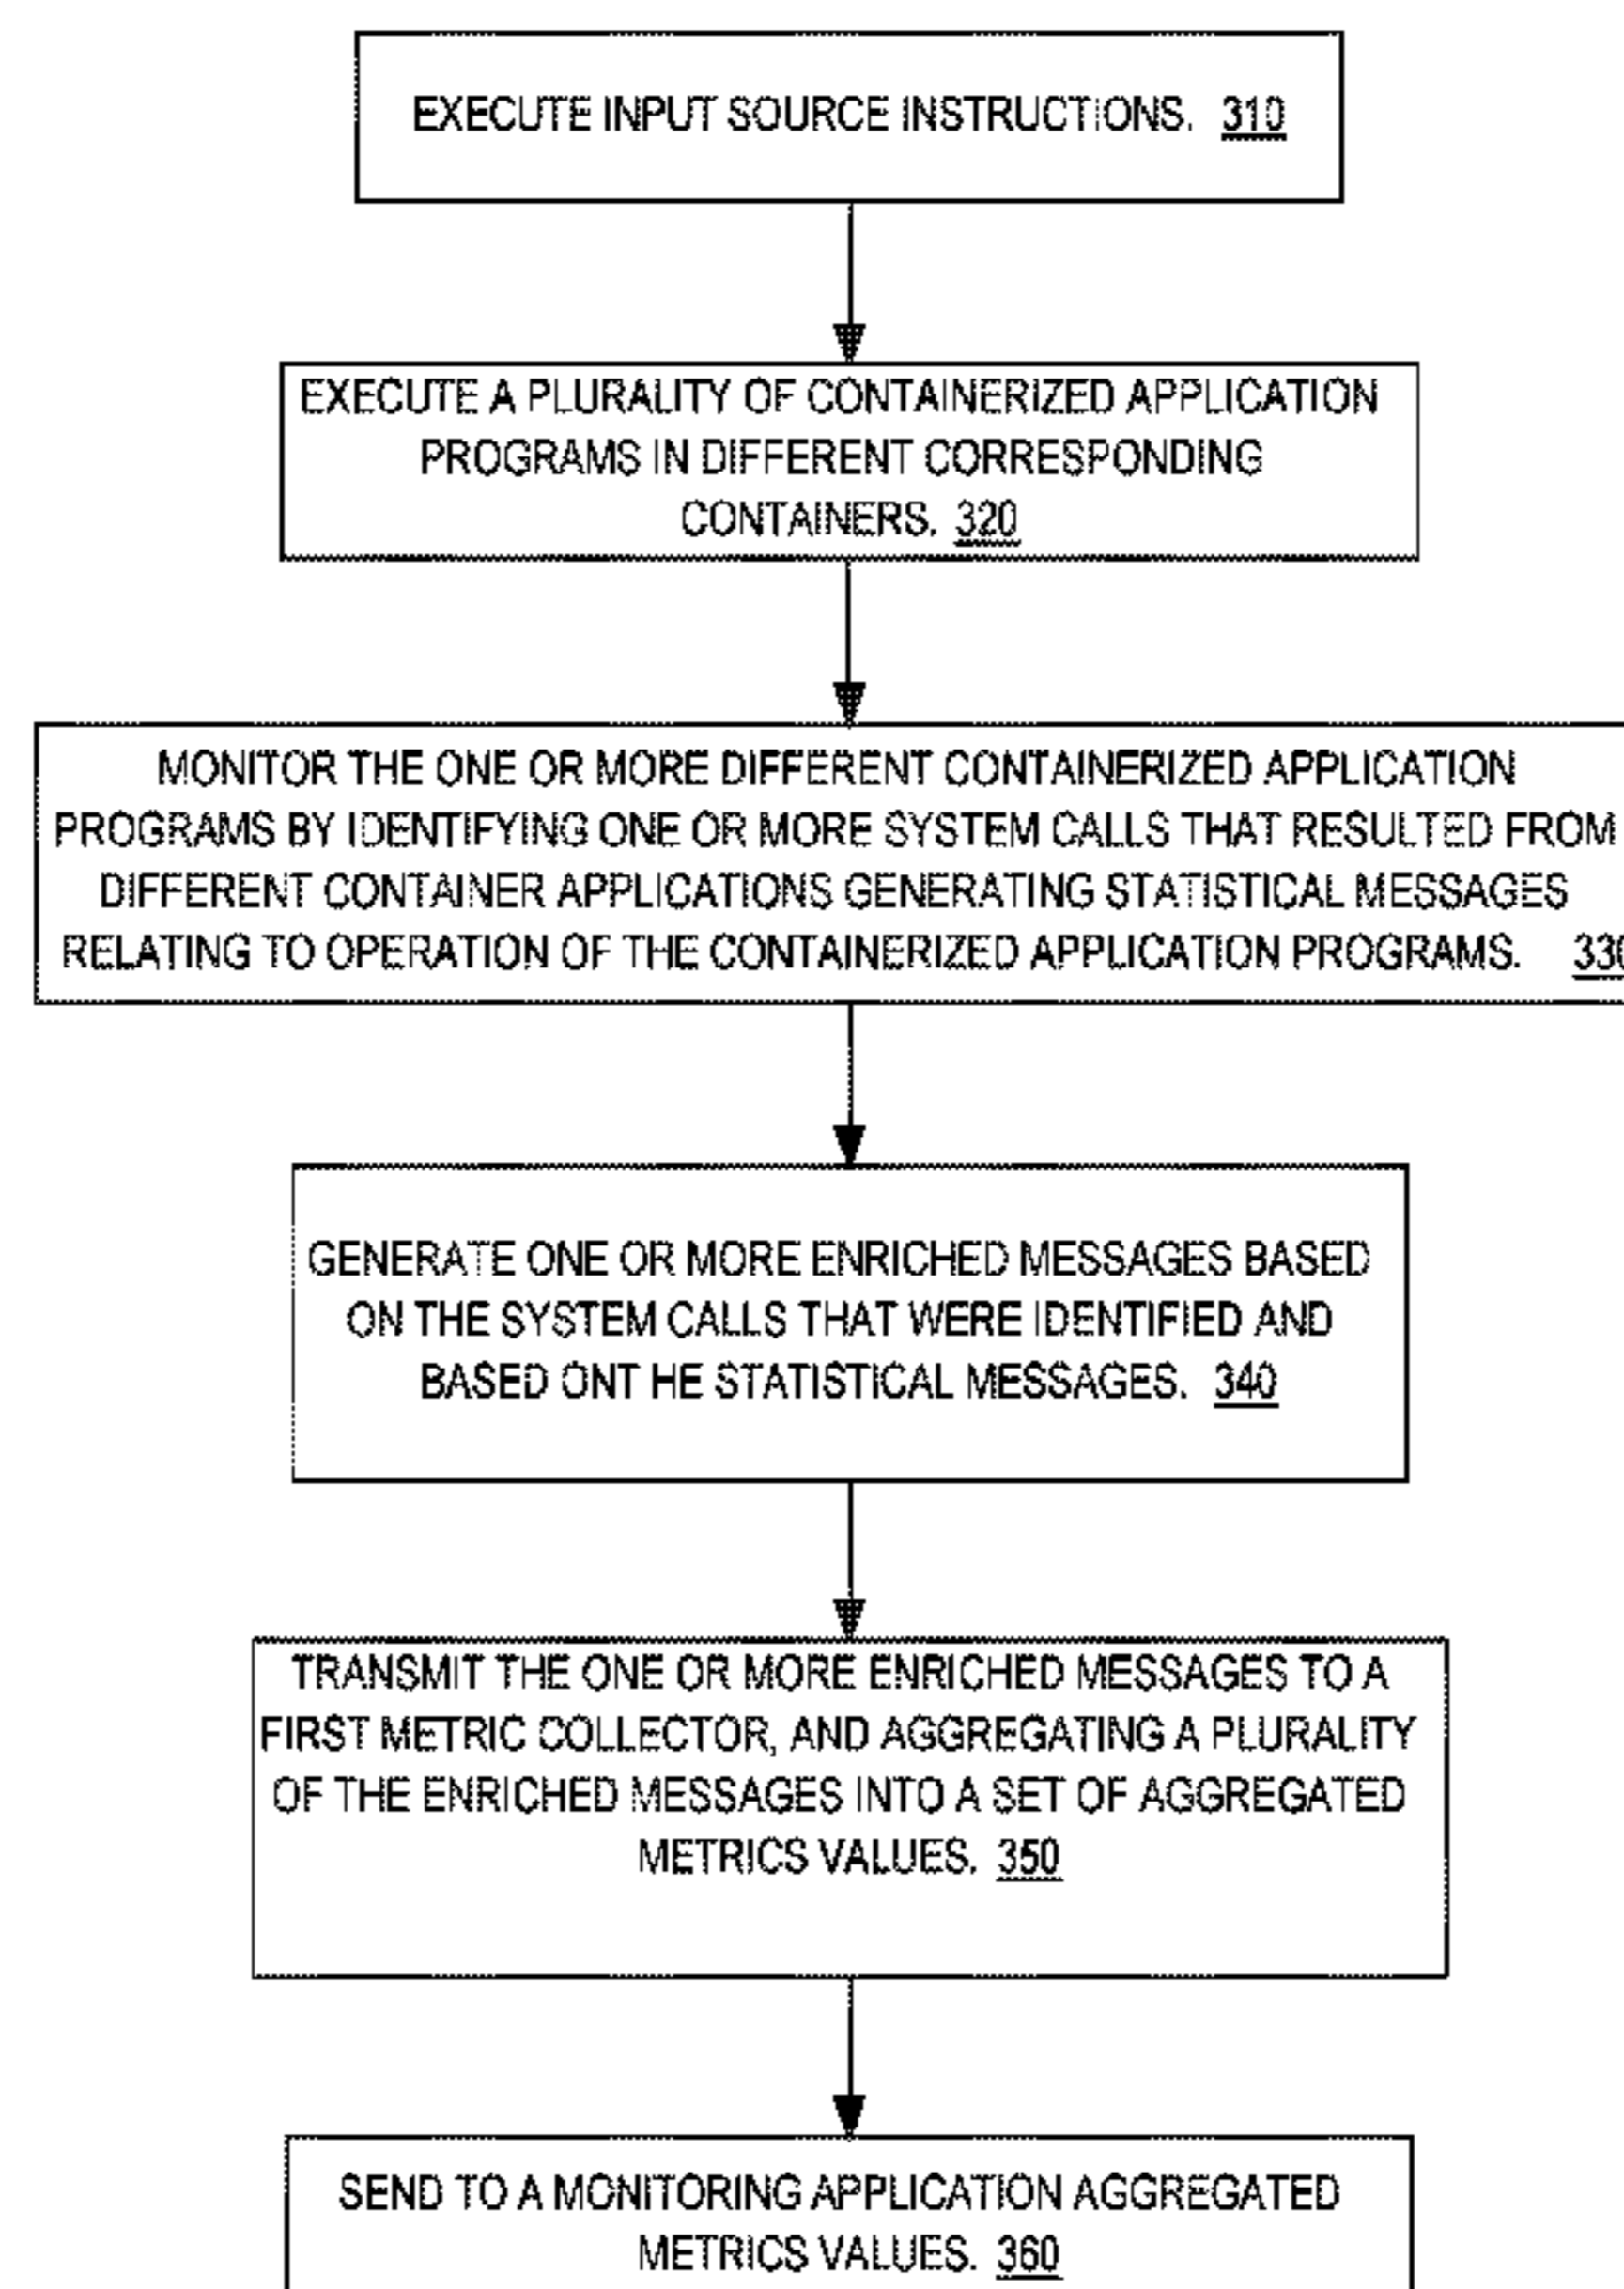 EXECUTE INPUT SOURCE INSTRUCTIONS. 310
EXECUTE A PLURALITY OF CONTAINERIZED APPLICATION
PROGRAMS IN DIFFERENT CORRESPONDING
CONTAINERS. 320
MONITOR THE ONE OR MORE DIFFERENT CONTAINERIZED APPLICATION
PROGRAMS BY IDENTIFYING ONE OR MORE SYSTEM CALLS THAT RESULTED FROM
DIFFERENT CONTAINER APPLICATIONS GENERATING STATISTICAL MESSAGES
RELATING TO OPERATION OF THE CONTAINERIZED APPLICATION PROGRAMS. 330
GENERATE ONE OR MORE ENRICHED MESSAGES BASED
ON THE SYSTEM CALLS THAT WERE IDENTIFIED AND
BASED ONT HE STATISTICAL MESSAGES. 340
TRANSMIT THE ONE OR MORE ENRICHED MESSAGES TO A
FIRST METRIC COLLECTOR, AND AGGREGATING A PLURALITY
OF THE ENRICHED MESSAGES INTO A SET OF AGGREGATED
METRICS VALUES. 350
SEND TO A MONITORING APPLICATION AGGREGATED
METRICS VALUES. 360